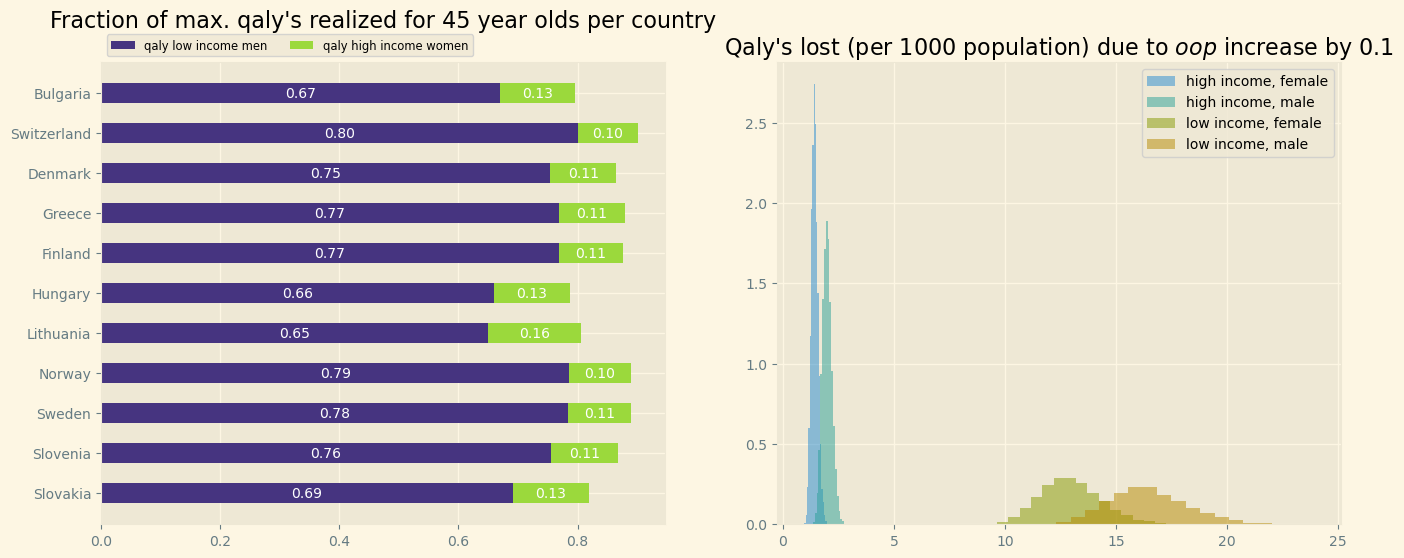 Fraction of max. qaly's realized for 45 year olds per country
qaly low income men qaly high income women
Bulgaria 0.67 0.13
Switzerland 0.80 0.10
Denmark 0.75 0.11
Greece 0.77 0.11
Finland 0.77 0.11
Hungary 0.66 0.13
Lithuania 0.65 0.16
Norway 0.79 0.10
Sweden 0.78 0.11
Slovenia 0.76 0.11
Slovakia 0.69 0.13
0.0 0.2 0.4 0.6 0.8
Qaly's lost (per 1000 population) due to oop increase by 0.1
high income, female
high income, male
low income, female
low income, male
2.5
2.0
1.5
1.0
0.5
0.0
0 5 10 15 20 25